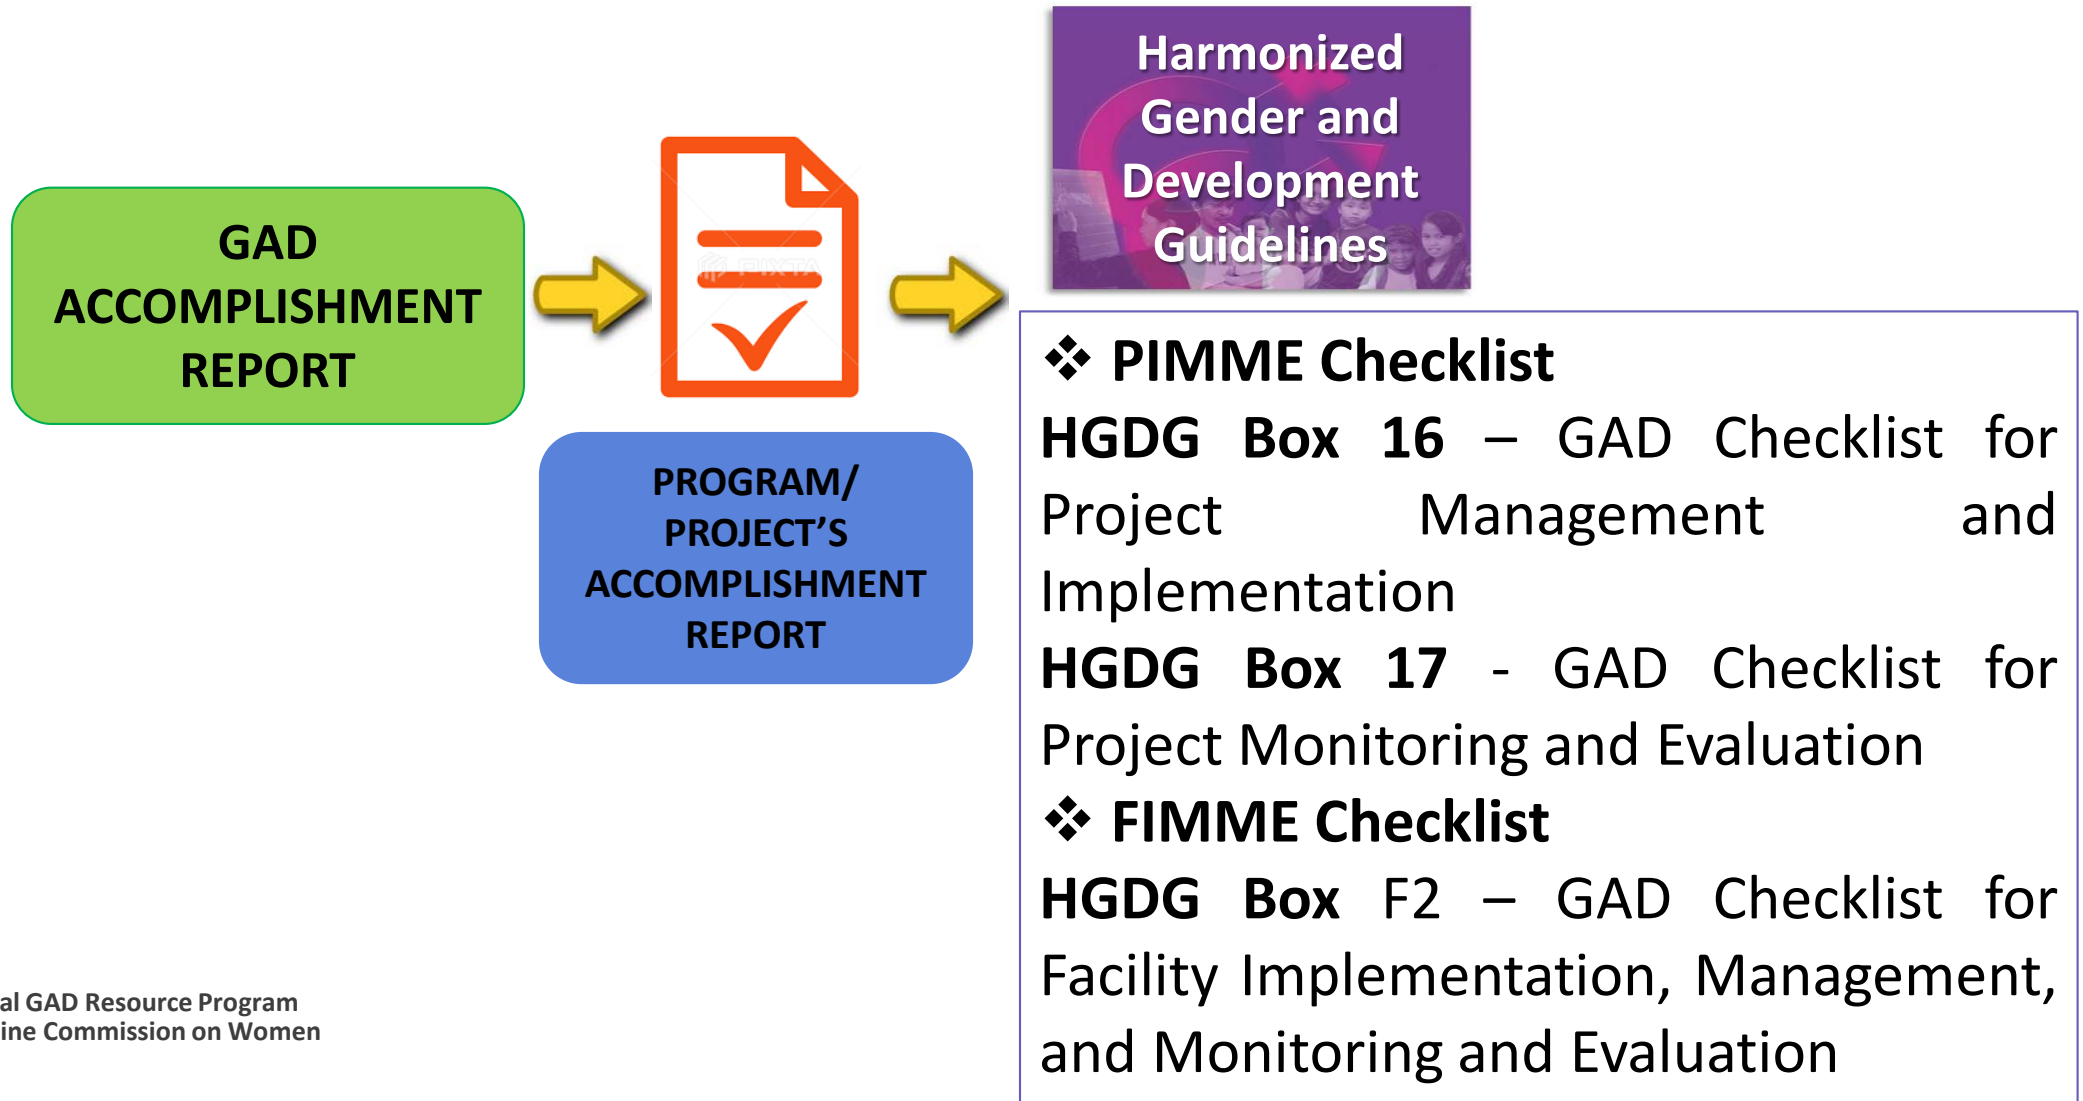 Harmonized
Gender and
Development
Guidelines
GAD
ACCOMPLISHMENT
REPORT
PIXTA
PROGRAM/
PROJECT’S
ACCOMPLISHMENT
REPORT
❖ PIMME Checklist
HGDG Box 16 – GAD Checklist for
Project Management and
Implementation
HGDG Box 17 - GAD Checklist for
Project Monitoring and Evaluation
❖ FIMME Checklist
HGDG Box F2 – GAD Checklist for
Facility Implementation, Management,
and Monitoring and Evaluation
al GAD Resource Program
ine Commission on Women